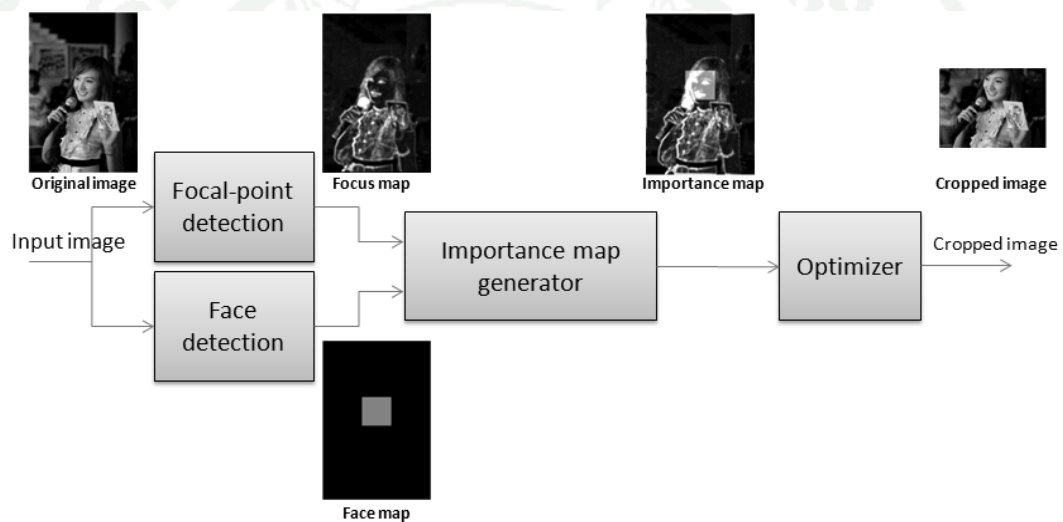 Original image
Focus map
Importance map
Cropped image
Focal-point
detection
Input image
Importance map
generator
Optimizer
Cropped image
Face
detection
Face map